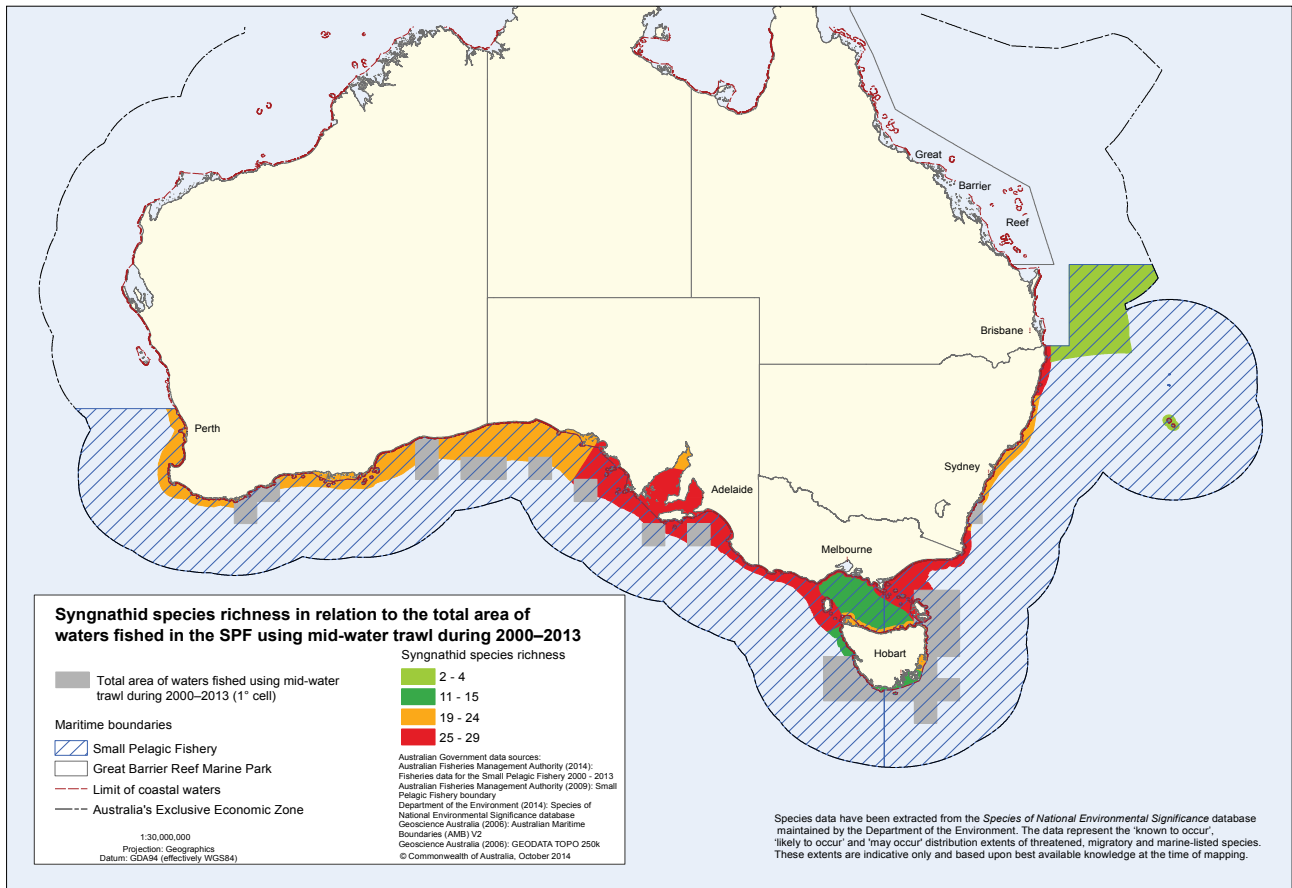 Great
Barrier
Reef
Brisbane
Perth
Sydney
Adelaide
Melbourne
Hobart
Syngnathid species richness in relation to the total area of
waters fished in the SPF using mid-water trawl during 2000–2013
Total area of waters fished using mid-water
trawl during 2000–2013 (1° cell)
Maritime boundaries
Small Pelagic Fishery
Great Barrier Reef Marine Park
Limit of coastal waters
Australia's Exclusive Economic Zone
1:30,000,000
Projection: Geographics
Datum: GDA94 (effectively WGS84)
Syngnathid species richness
2 - 4
11 - 15
19 - 24
25 - 29
Australian Government data sources:
Australian Fisheries Management Authority (2014):
Fisheries data for the Small Pelagic Fishery 2000 - 2013
Australian Fisheries Management Authority (2009): Small
Pelagic Fishery boundary
Department of the Environment (2014): Species of
National Environmental Significance database
Geoscience Australia (2006): Australian Maritime
Boundaries (AMB) V2
Geoscience Australia (2006): GEODATA TOPO 250k
© Commonwealth of Australia, October 2014
Species data have been extracted from the Species of National Environmental Significance database
maintained by the Department of the Environment. The data represent the 'known to occur',
'likely to occur' and 'may occur' distribution extents of threatened, migratory and marine-listed species.
These extents are indicative only and based upon best available knowledge at the time of mapping.